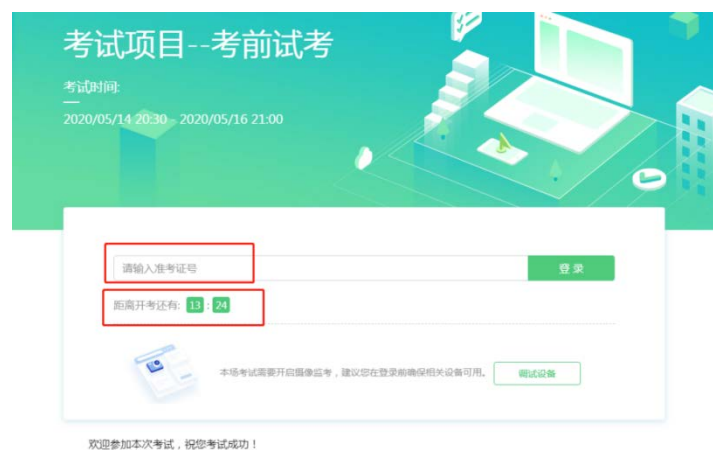 考试项目--考前试考
考试时间:
2020/05/14 20:30 - 2020/05/16 21:00
请输入准考证号
登录
距离开考还有: 13 : 24
本场考试需要开启摄像监考，建议您在登录前确保相关设备可用。
调试设备
欢迎参加本次考试，祝您考试成功！